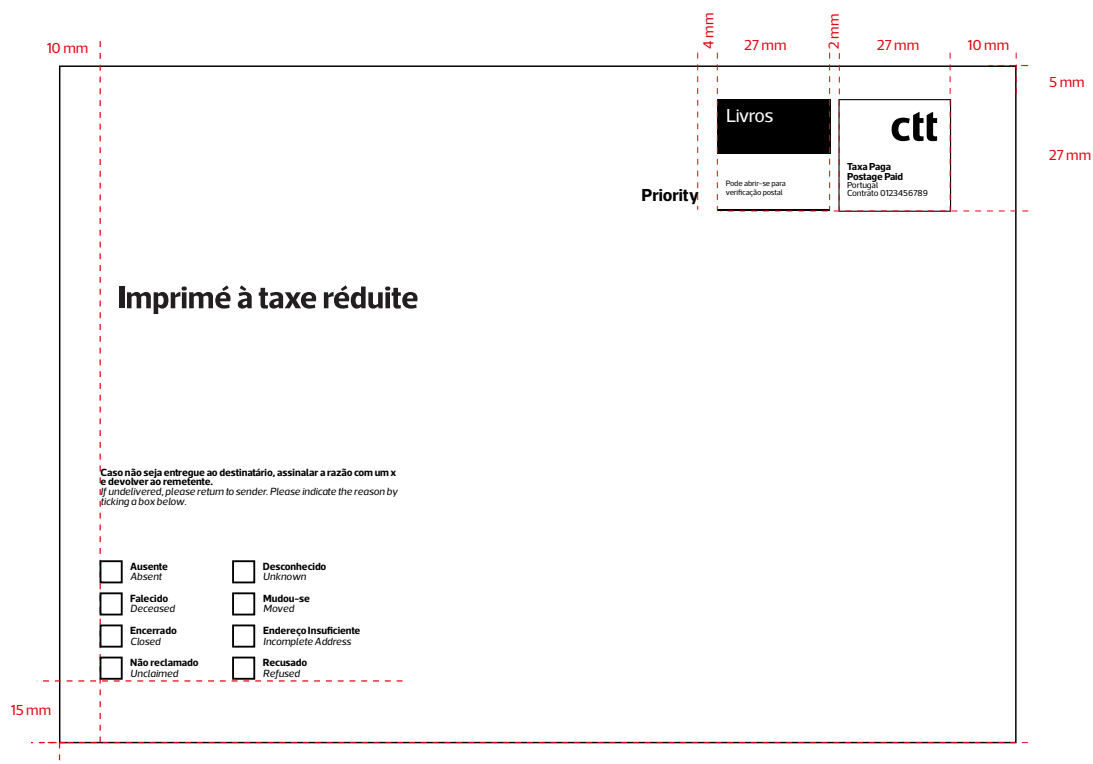 10 mm
4 mm
27 mm
2 mm
27 mm
10 mm
5 mm
27 mm
Livros
Pode abrir-se para
verificação postal
Priority
ctt
Taxa Paga
Postage Paid
Portugal
Contrato 0123456789
Imprimé à taxe réduite
Caso não seja entregue ao destinatário, assinalar a razão com um x
e devolver ao remetente.
If undelivered, please return to sender. Please indicate the reason by
ticking a box below.
Ausente
Absent
Desconhecido
Unknown
Falecido
Deceased
Mudou-se
Moved
Encerrado
Closed
Endereço Insuficiente
Incomplete Address
Não reclamado
Unclaimed
Recusado
Refused
15 mm